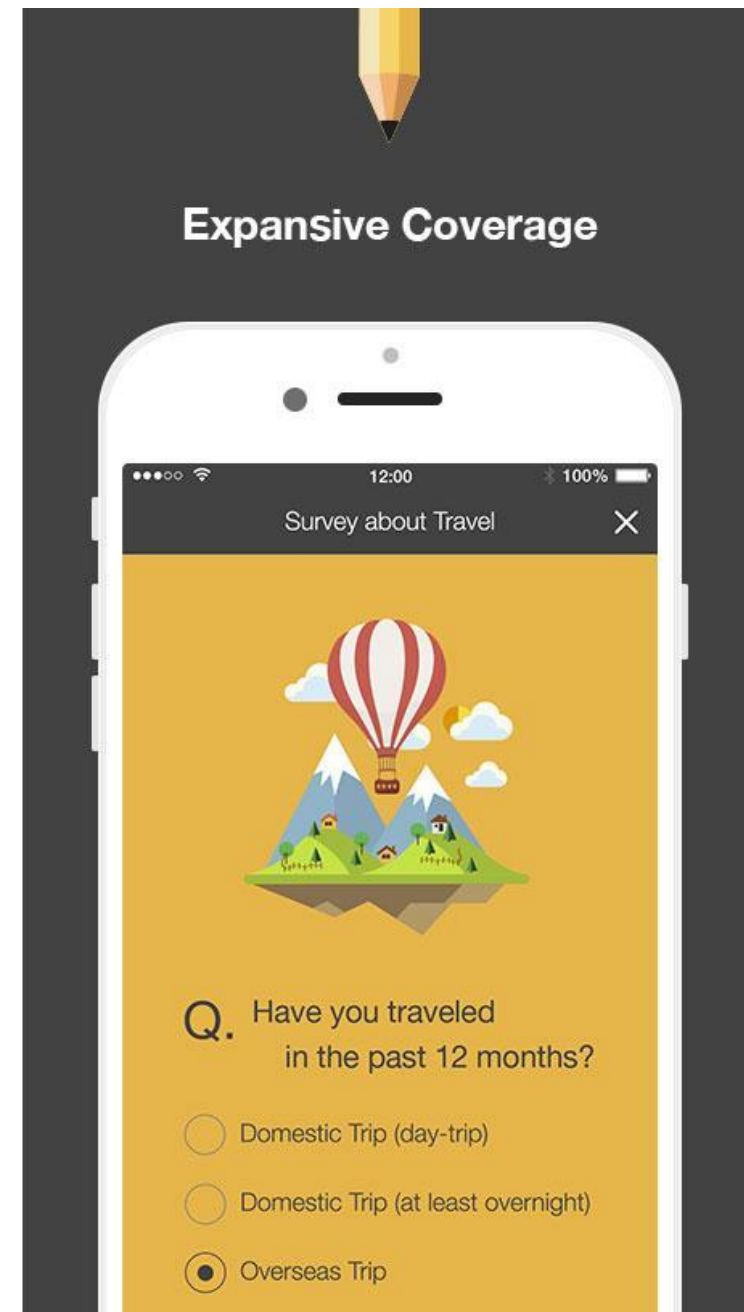 Expansive Coverage
12:00
100%
Survey about Travel
Q. Have you traveled
in the past 12 months?
Domestic Trip (day-trip)
Domestic Trip (at least overnight)
Overseas Trip